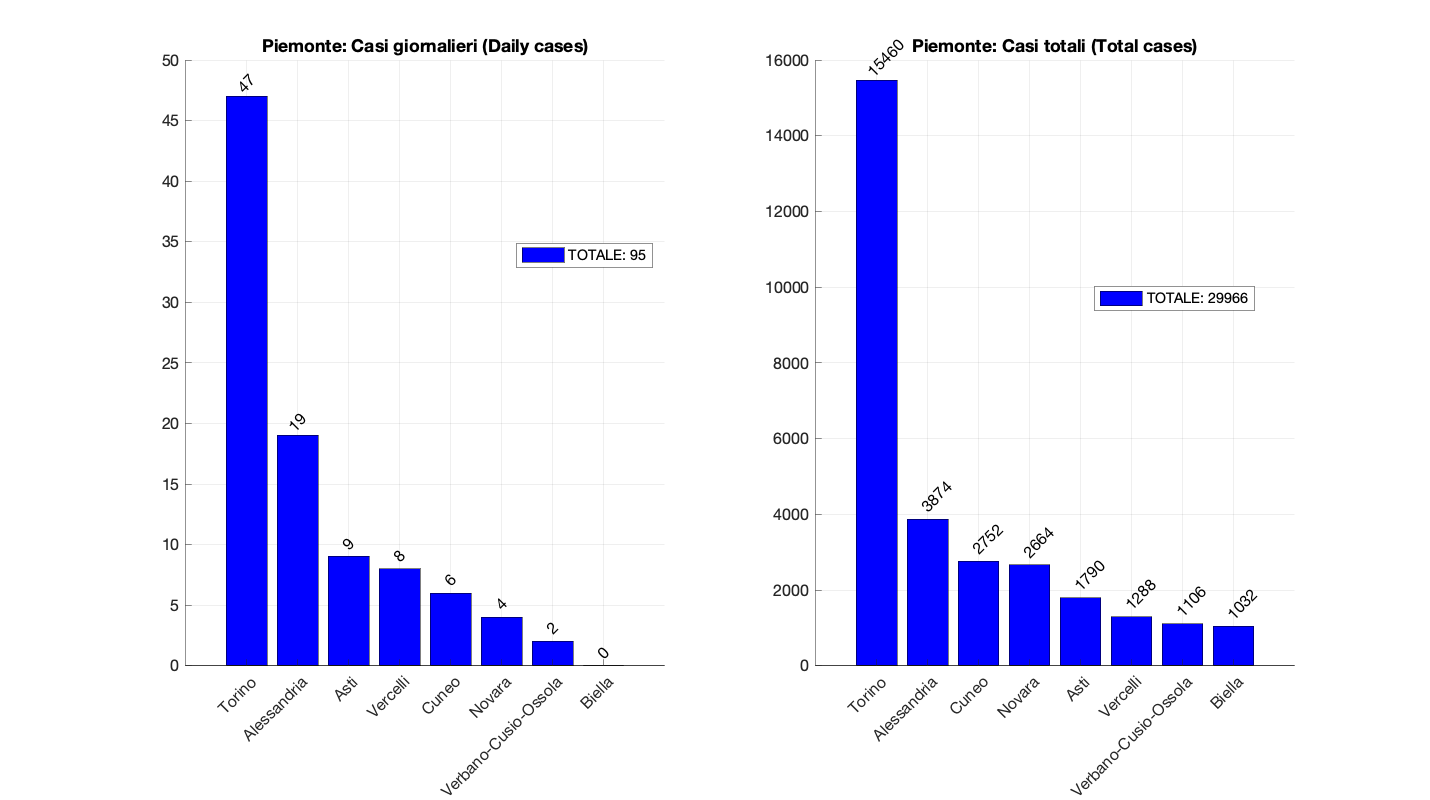 Piemonte: Casi giornalieri (Daily cases)
50
45
40
35
30
25
20
15
10
5
0
47
19
9
8
6
4
2
0
TOTALE: 95
Torino
Alessandria
Asti
Vercelli
Cuneo
Novara
Verbano-Cusio-Ossola
Biella
Piemonte: Casi totali (Total cases)
16000
14000
12000
10000
8000
6000
4000
2000
0
15460
3874
2752
2664
1790
1288
1106
1032
TOTALE: 29966
Torino
Alessandria
Cuneo
Novara
Asti
Vercelli
Verbano-Cusio-Ossola
Biella